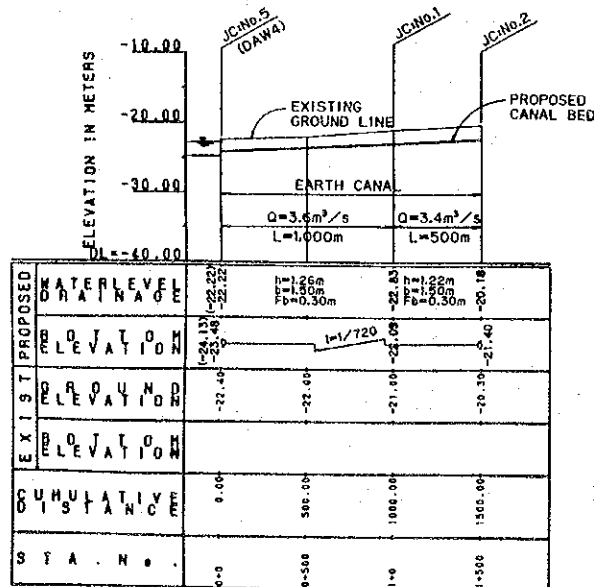 JC:No.5
(DAW4)
JC:No.1
JC:No.2
ELEVATION IN METERS
-10.00
-20.00
-30.00
DL=-40.00
EXISTING
GROUND LINE
PROPOSED
CANAL BED
EARTH CANAL
Q=3.6m³/s
L=1,000m
Q=3.4m³/s
L=500m
PROPOSED
WATERLEVEL
DRAINAGE
(-22.22)
-22.22
h=1.26m
b=1.50m
Fb=0.30m
-22.83
h=1.22m
b=1.50m
Fb=0.30m
-20.18
BOTTOM
ELEVATION
(-24.13)
-23.48
I=1/720
-22.09
-21.40
EXIST
GROUND
ELEVATION
-22.40
-22.00
-21.00
-20.30
BOTTOM
ELEVATION
CUMULATIVE
DISTANCE
0.00
500.00
1000.00
1500.00
STA. No.
0+0
0+500
1+0
1+500